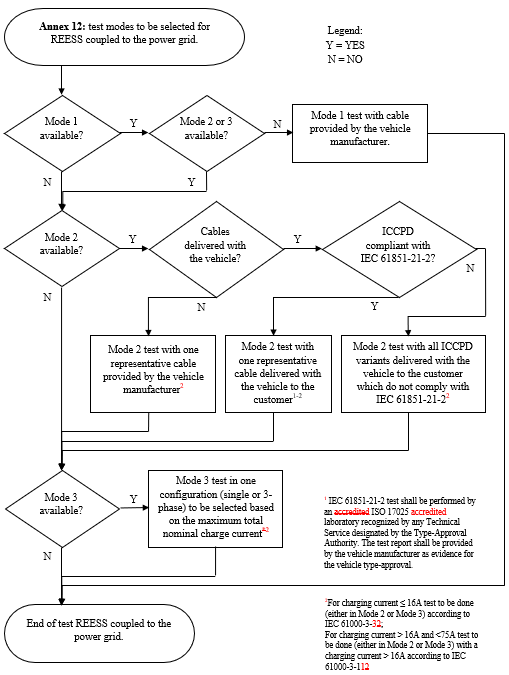 Annex 12: test modes to be selected for
REESS coupled to the power grid.
Legend:
Y = YES
N = NO
Mode 1
available?
Y
Mode 2 or 3
available?
N
Mode 1 test with cable
provided by the vehicle
manufacturer.
N
Y
Mode 2
available?
Y
Cables
delivered with
the vehicle?
Y
ICCPD
compliant with
IEC 61851-21-2?
N
N
N
Y
Mode 2 test with one
representative cable
provided by the vehicle
manufacturer2
Mode 2 test with
one representative
cable delivered with
the vehicle to the
customer1-2
Mode 2 test with all ICCPD
variants delivered with the
vehicle to the customer
which do not comply with
IEC 61851-21-22
Mode 3
available?
Y
Mode 3 test in one
configuration (single or 3-
phase) to be selected based
on the maximum total
nominal charge current
N
1 IEC 61851-21-2 test shall be performed by
an accredited ISO 17025 accredited
laboratory recognized by any Technical
Service designated by the Type-Approval
Authority. The test report shall be provided
by the vehicle manufacturer as evidence for
the vehicle type-approval.
End of test REESS coupled to the
power grid.
2For charging current ≤ 16A test to be done
(either in Mode 2 or Mode 3) according to
IEC 61000-3-32;
For charging current > 16A and <75A test to
be done (either in Mode 2 or Mode 3) with a
charging current > 16A according to IEC
61000-3-112